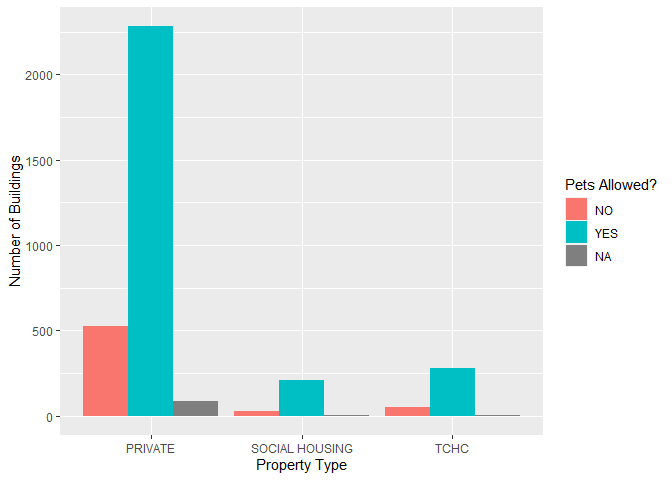 Number of Buildings
2000
1500
1000
500
0
PRIVATE
SOCIAL HOUSING
TCHC
Property Type
Pets Allowed?
NO
YES
NA